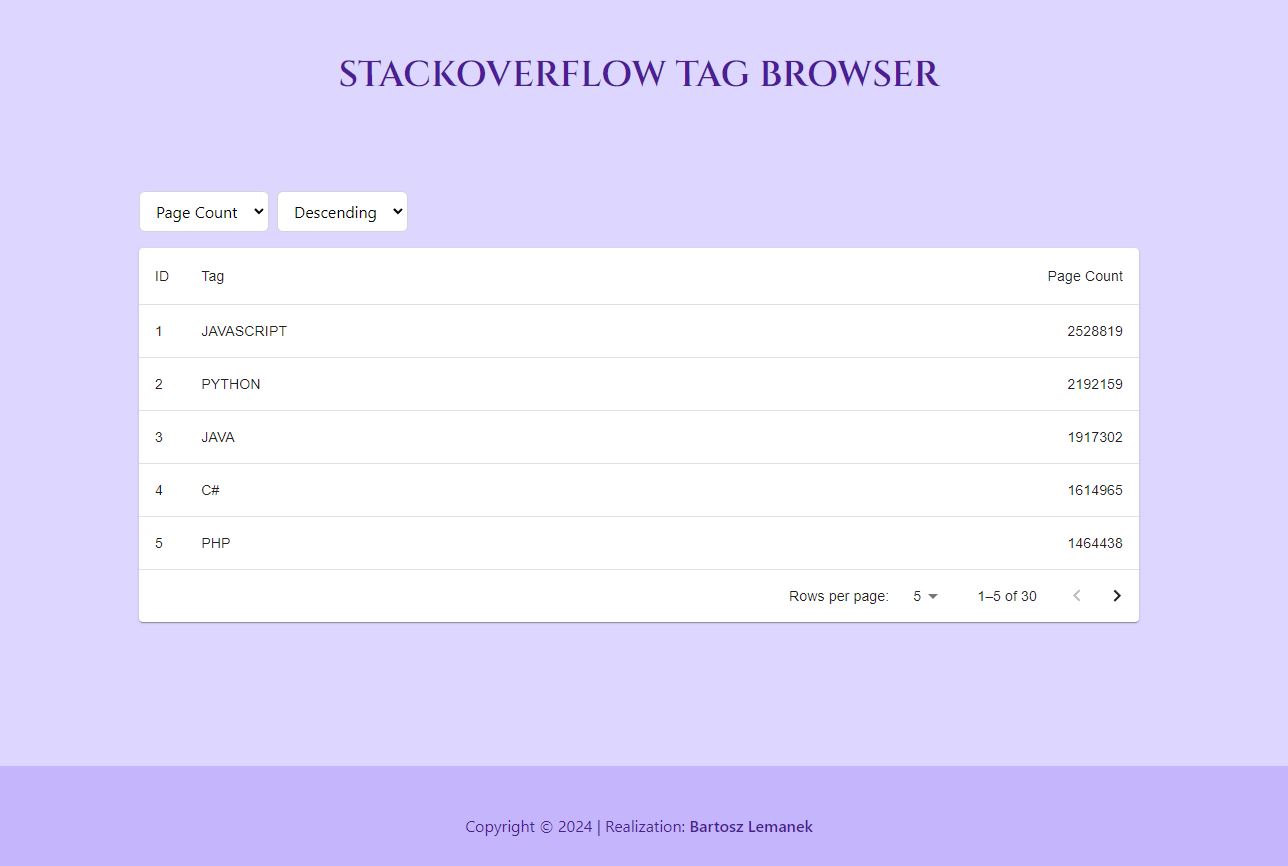 STACKOVERFLOW TAG BROWSER
Page Count Descending
ID Tag Page Count
1 JAVASCRIPT 2528819
2 PYTHON 2192159
3 JAVA 1917302
4 C# 1614965
5 PHP 1464438
Rows per page: 5 1–5 of 30
Copyright © 2024 | Realization: Bartosz Lemanek